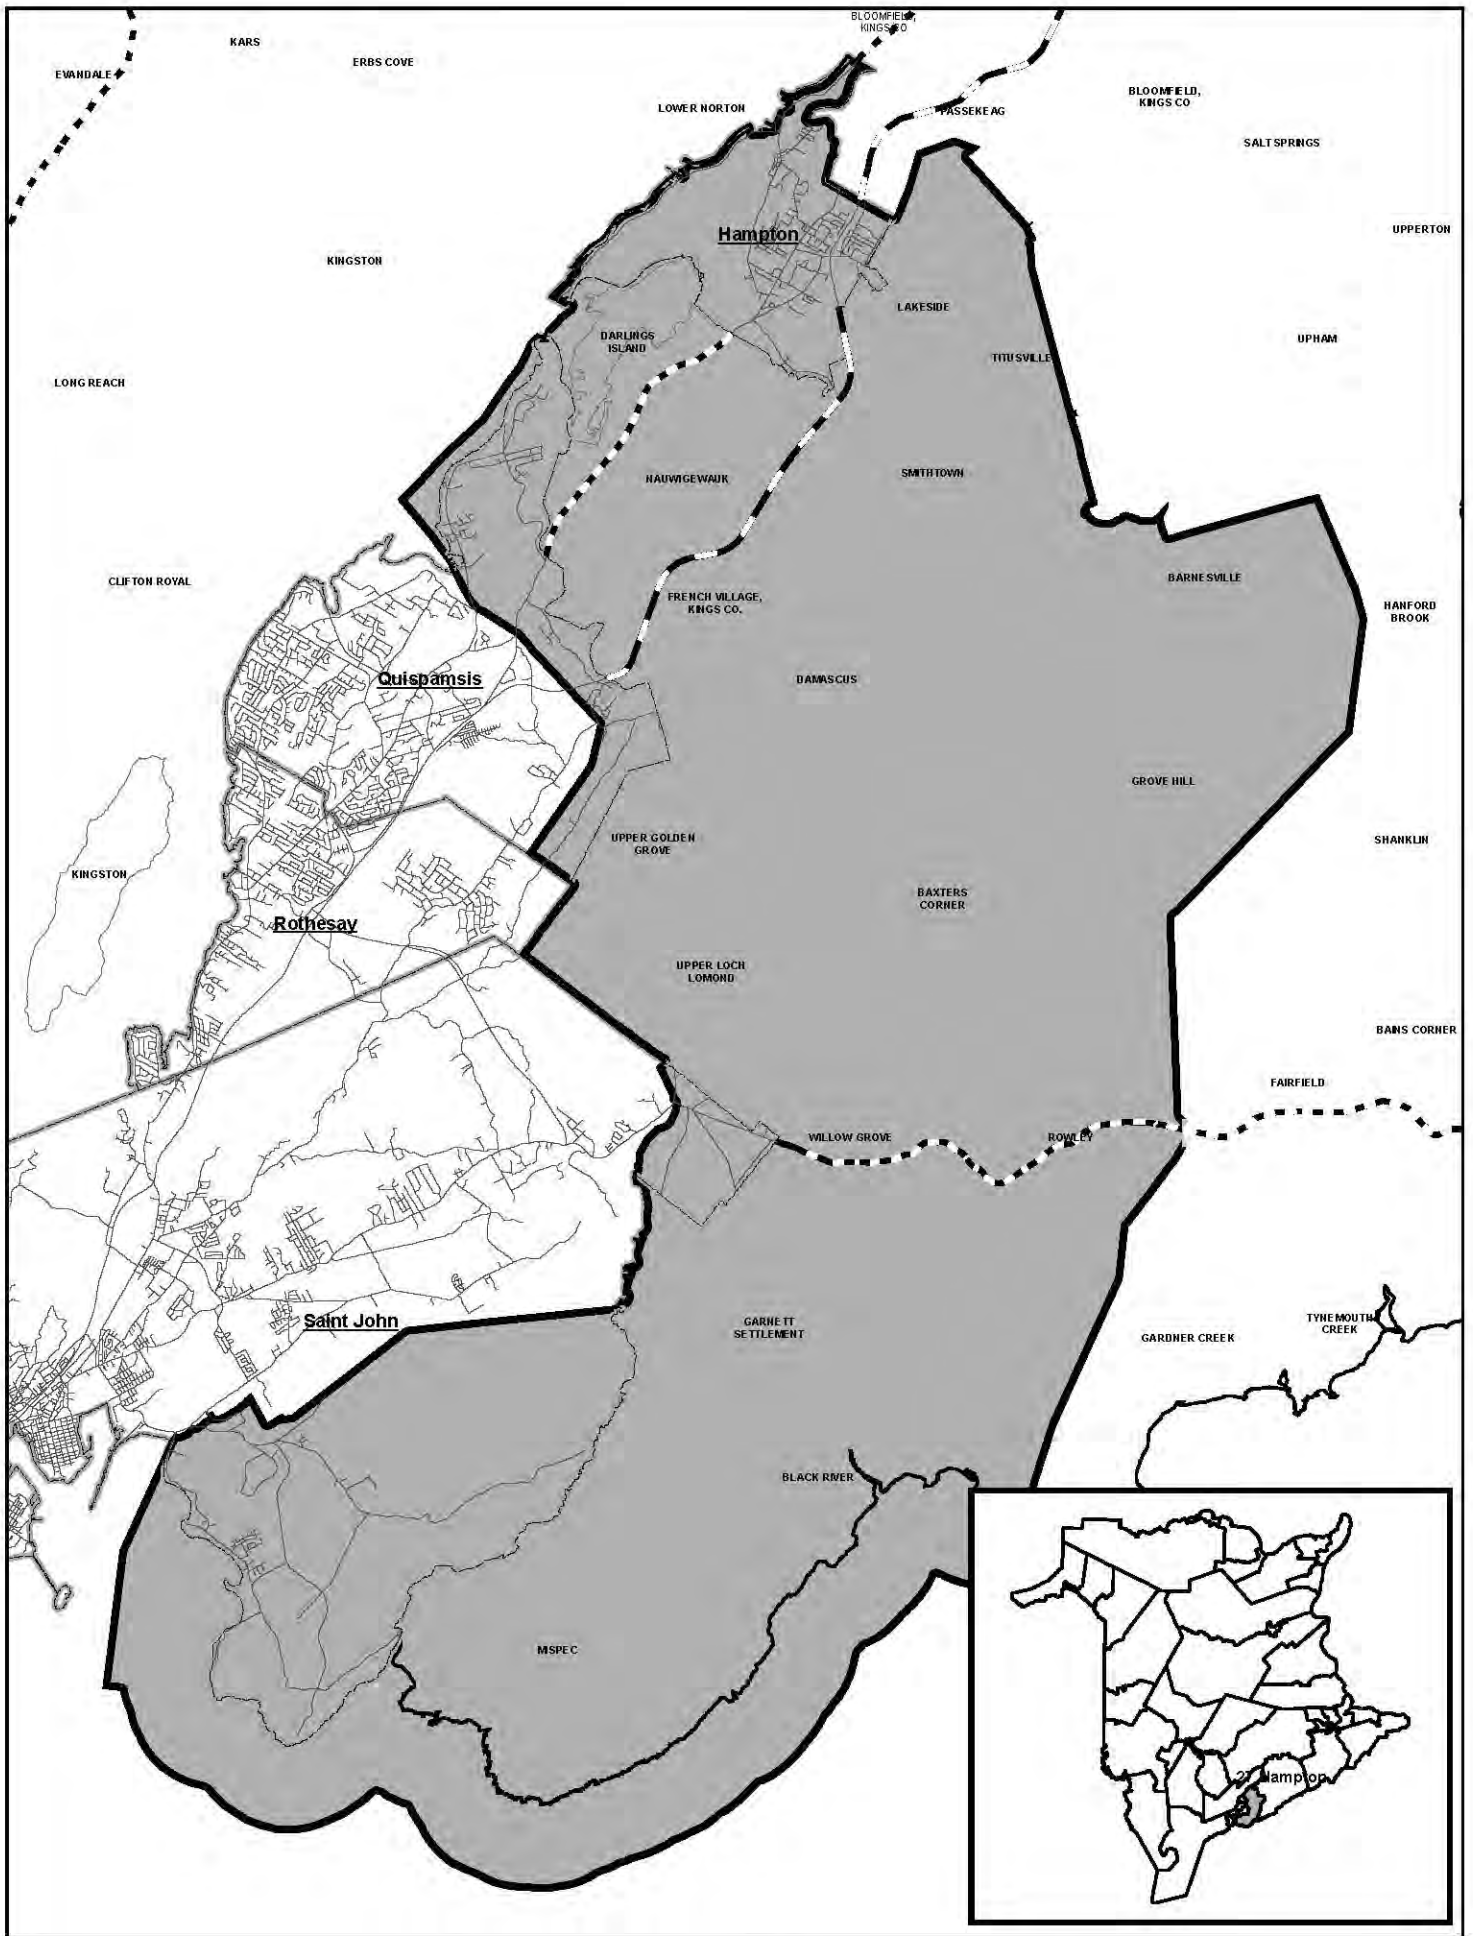 BLOOMFIELD,
KINGS CO
KARS
ERBS COVE
EVANDALE
BLOOMFIELD,
KINGS CO
LOWER NORTON
PASSEKEAG
SALT SPRINGS
UPPERTON
Hampton
KINGSTON
LAKESIDE
DARLINGS
ISLAND
UPHAM
TITUSVILLE
LONG REACH
SMITHTOWN
NAUWIGEWAUK
CLIFTON ROYAL
BARNESVILLE
FRENCH VILLAGE,
KINGS CO.
HANFORD
BROOK
Quispamsis
DAMASCUS
GROVE HILL
UPPER GOLDEN
GROVE
SHANKLIN
KINGSTON
BAXTERS
CORNER
Rothesay
UPPER LOCH
LOMOND
BAINS CORNER
FAIRFIELD
WILLOW GROVE
ROWLEY
Saint John
GARNETT
SETTLEMENT
TYNEMOUTH
CREEK
GARDNER CREEK
BLACK RIVER
MISPEC
27 Hampton